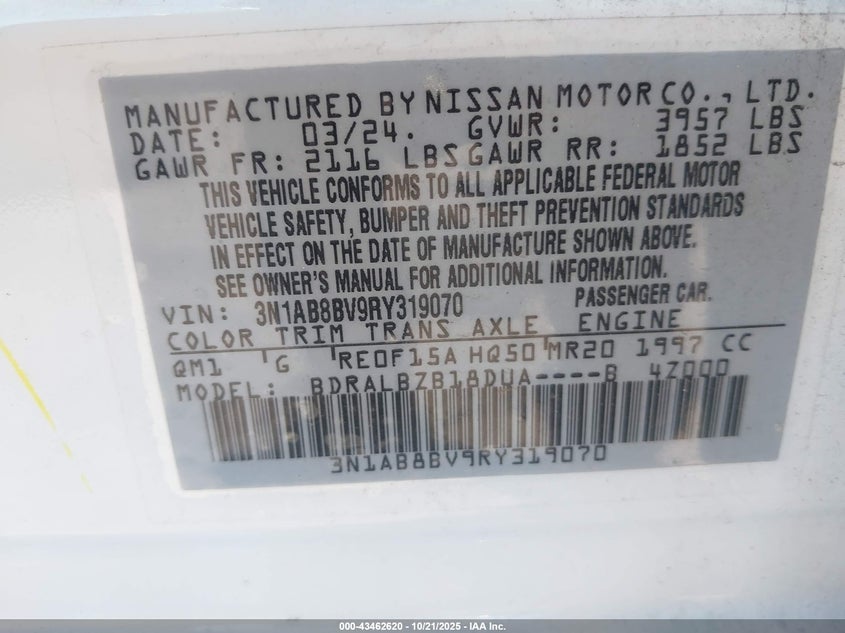 MANUFACTURED BY NISSAN MOTOR CO., LTD.
DATE: 03/24. GVWR: 3957 LBS
GAWR FR: 2116 LBS GAWR RR: 1852 LBS
THIS VEHICLE CONFORMS TO ALL APPLICABLE FEDERAL MOTOR
VEHICLE SAFETY, BUMPER AND THEFT PREVENTION STANDARDS
IN EFFECT ON THE DATE OF MANUFACTURE SHOWN ABOVE.
SEE OWNER'S MANUAL FOR ADDITIONAL INFORMATION.
VIN: 3N1AB8BV9RY319070 PASSENGER CAR.
COLOR TRIM TRANS AXLE ENGINE
QM1 G RE0F15A HQ50 MR20 1997 CC
MODEL: BDRALBZB18DUA----B 4Z000
3N1AB8BV9RY319070
000-43462620 - 10/21/2025 - IAA Inc.